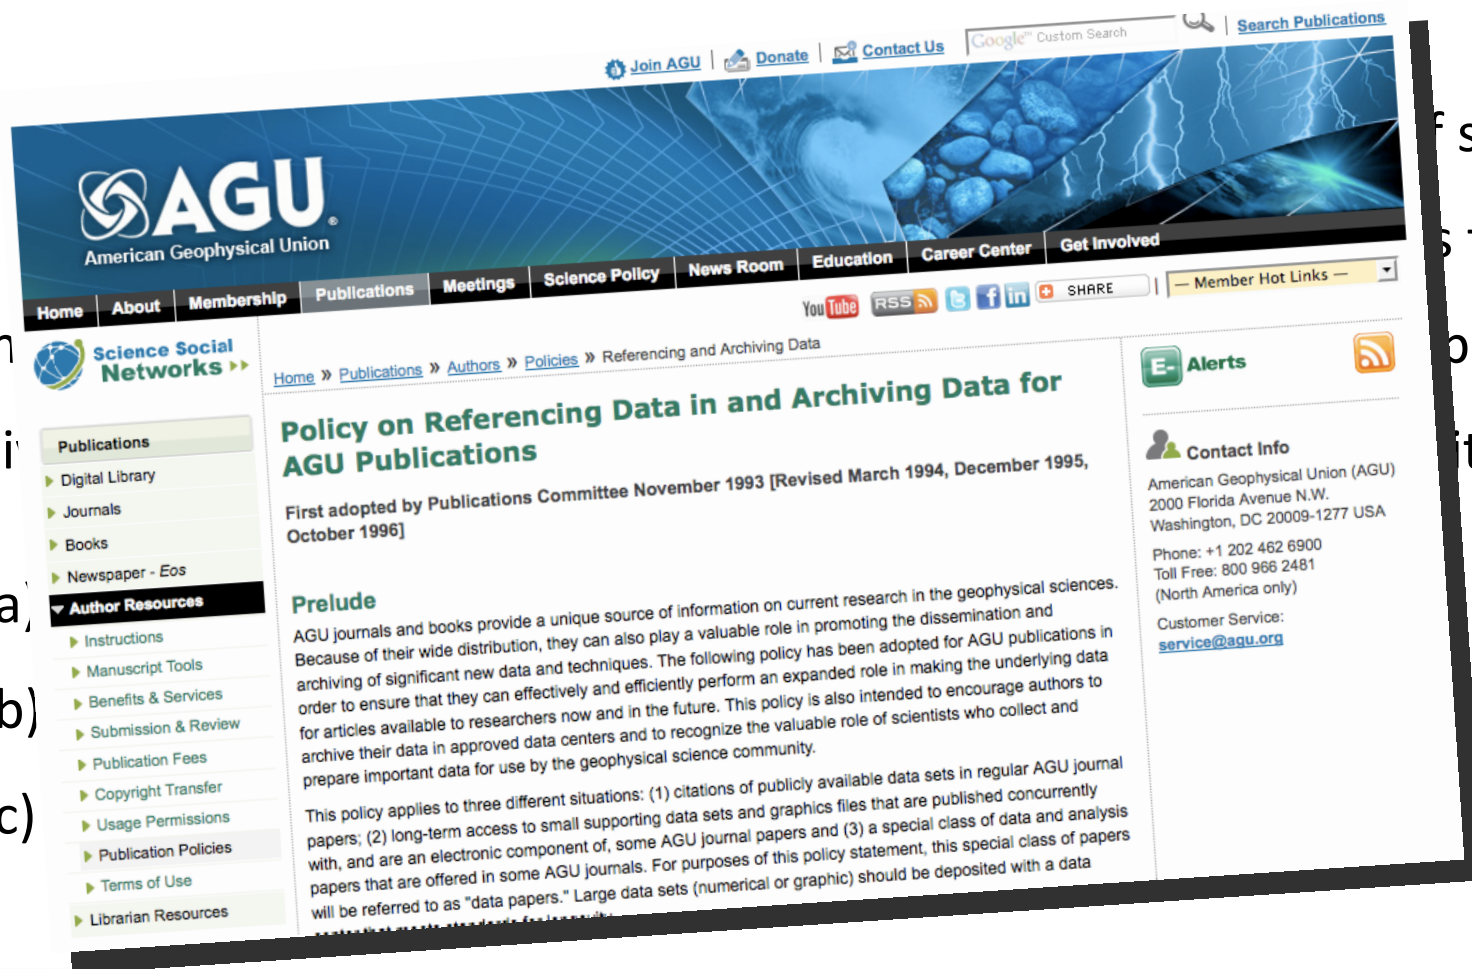 Join AGU | Donate | Contact Us Google™ Custom Search | Search Publications
AGU®
American Geophysical Union
Home About Membership Publications Meetings Science Policy News Room Education Career Center Get Involved
YouTube RSS SHARE | — Member Hot Links —
Science Social
Networks
Home » Publications » Authors » Policies » Referencing and Archiving Data
Publications
Digital Library
Journals
Books
Newspaper - Eos
Author Resources
Instructions
Manuscript Tools
Benefits & Services
Submission & Review
Publication Fees
Copyright Transfer
Usage Permissions
Publication Policies
Terms of Use
Librarian Resources
Policy on Referencing Data in and Archiving Data for
AGU Publications
First adopted by Publications Committee November 1993 [Revised March 1994, December 1995,
October 1996]
Prelude
AGU journals and books provide a unique source of information on current research in the geophysical sciences.
Because of their wide distribution, they can also play a valuable role in promoting the dissemination and
archiving of significant new data and techniques. The following policy has been adopted for AGU publications in
order to ensure that they can effectively and efficiently perform an expanded role in making the underlying data
for articles available to researchers now and in the future. This policy is also intended to encourage authors to
archive their data in approved data centers and to recognize the valuable role of scientists who collect and
prepare important data for use by the geophysical science community.
This policy applies to three different situations: (1) citations of publicly available data sets in regular AGU journal
papers; (2) long-term access to small supporting data sets and graphics files that are published concurrently
with, and are an electronic component of, some AGU journal papers and (3) a special class of data and analysis
papers that are offered in some AGU journals. For purposes of this policy statement, this special class of papers
will be referred to as "data papers." Large data sets (numerical or graphic) should be deposited with a data
E- Alerts
Contact Info
American Geophysical Union (AGU)
2000 Florida Avenue N.W.
Washington, DC 20009-1277 USA
Phone: +1 202 462 6900
Toll Free: 800 966 2481
(North America only)
Customer Service:
service@agu.org
a)
b)
c)